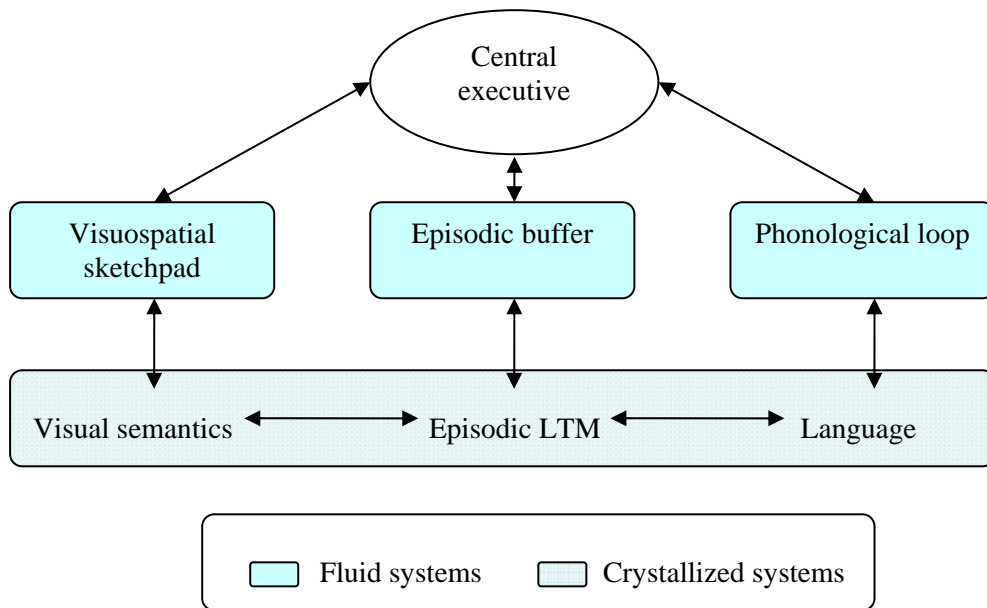 Central
executive
Visuospatial
sketchpad
Episodic buffer
Phonological loop
Visual semantics
Episodic LTM
Language
Fluid systems
Crystallized systems